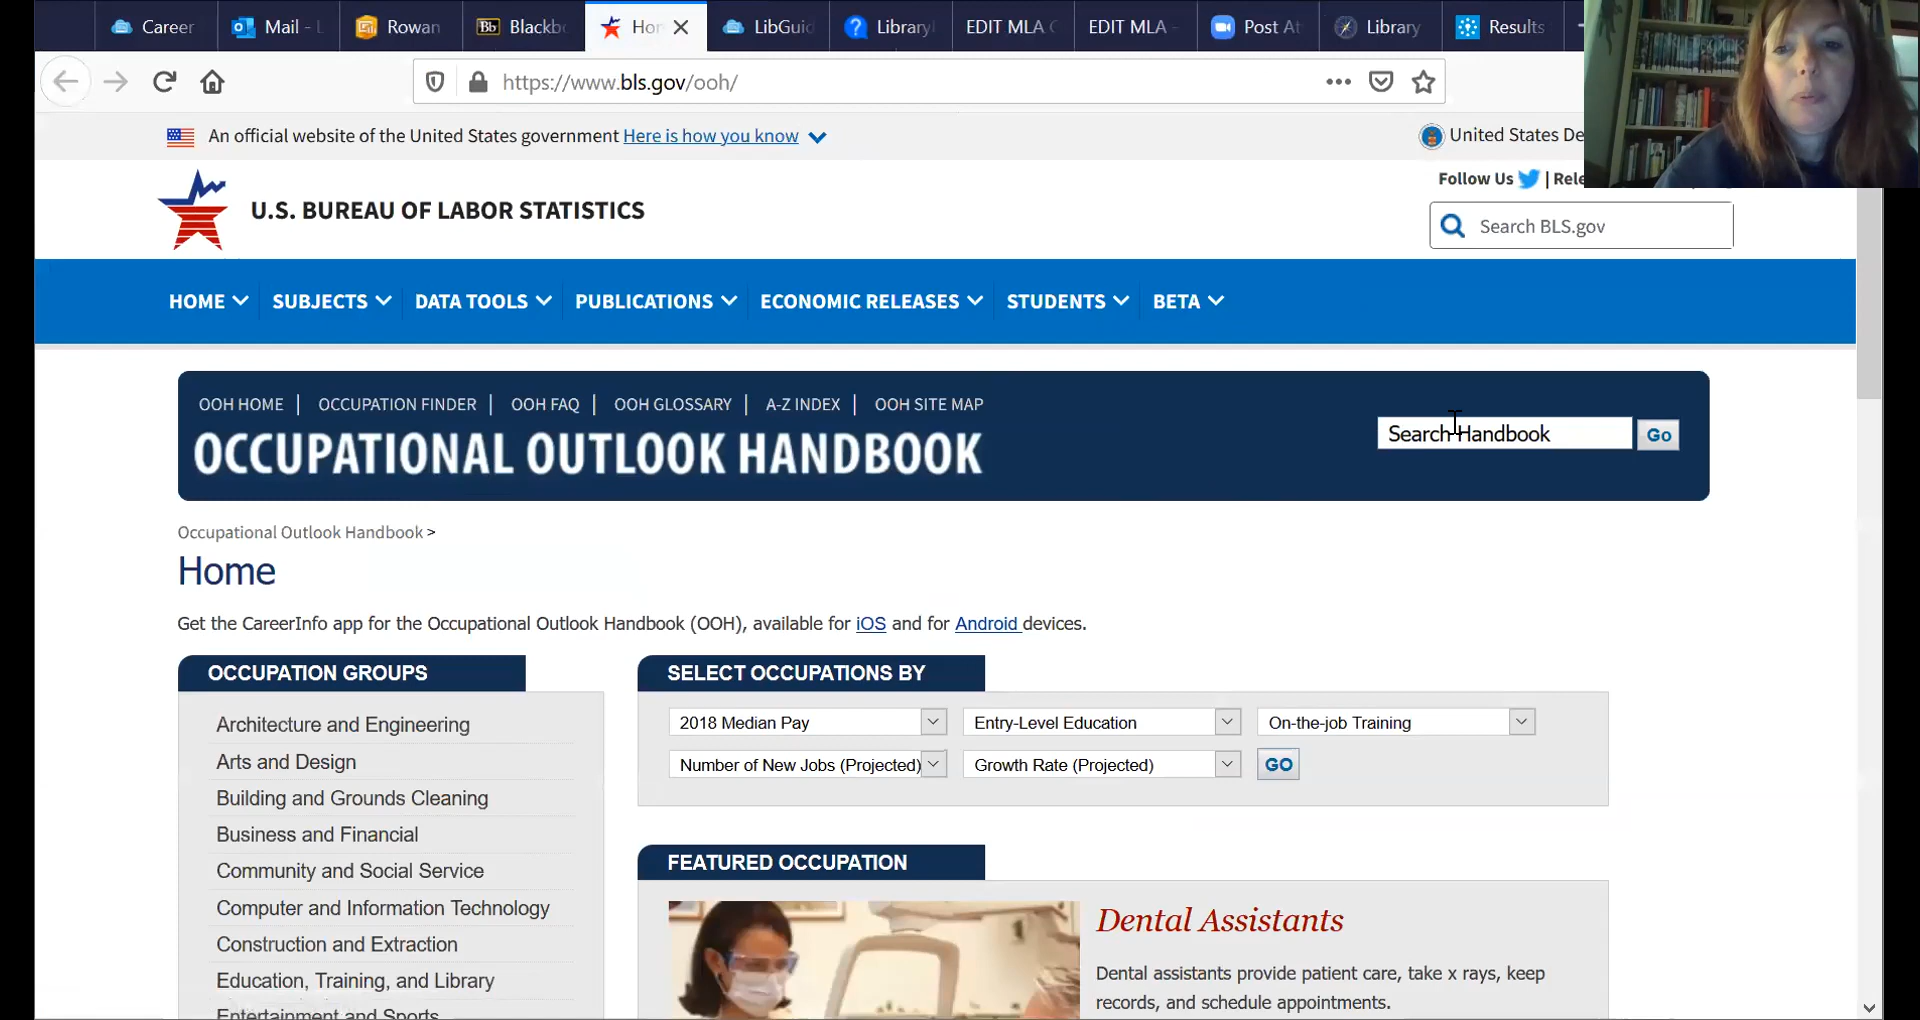 Career
Mail - L
Rowan
Bb Blackb
Ho
LibGuid
Library
EDIT MLA C
EDIT MLA -
Post At
Library
Results
https://www.bls.gov/ooh/
An official website of the United States government Here is how you know
United States De
Follow Us | Rele
U.S. BUREAU OF LABOR STATISTICS
Search BLS.gov
HOME SUBJECTS DATA TOOLS PUBLICATIONS ECONOMIC RELEASES STUDENTS BETA
OOH HOME | OCCUPATION FINDER | OOH FAQ | OOH GLOSSARY | A-Z INDEX | OOH SITE MAP
OCCUPATIONAL OUTLOOK HANDBOOK
Search Handbook Go
Occupational Outlook Handbook >
Home
Get the CareerInfo app for the Occupational Outlook Handbook (OOH), available for iOS and for Android devices.
OCCUPATION GROUPS
Architecture and Engineering
Arts and Design
Building and Grounds Cleaning
Business and Financial
Community and Social Service
Computer and Information Technology
Construction and Extraction
Education, Training, and Library
Entertainment and Sports
SELECT OCCUPATIONS BY
2018 Median Pay Entry-Level Education On-the-job Training
Number of New Jobs (Projected) Growth Rate (Projected) GO
FEATURED OCCUPATION
Dental Assistants
Dental assistants provide patient care, take x rays, keep
records, and schedule appointments.